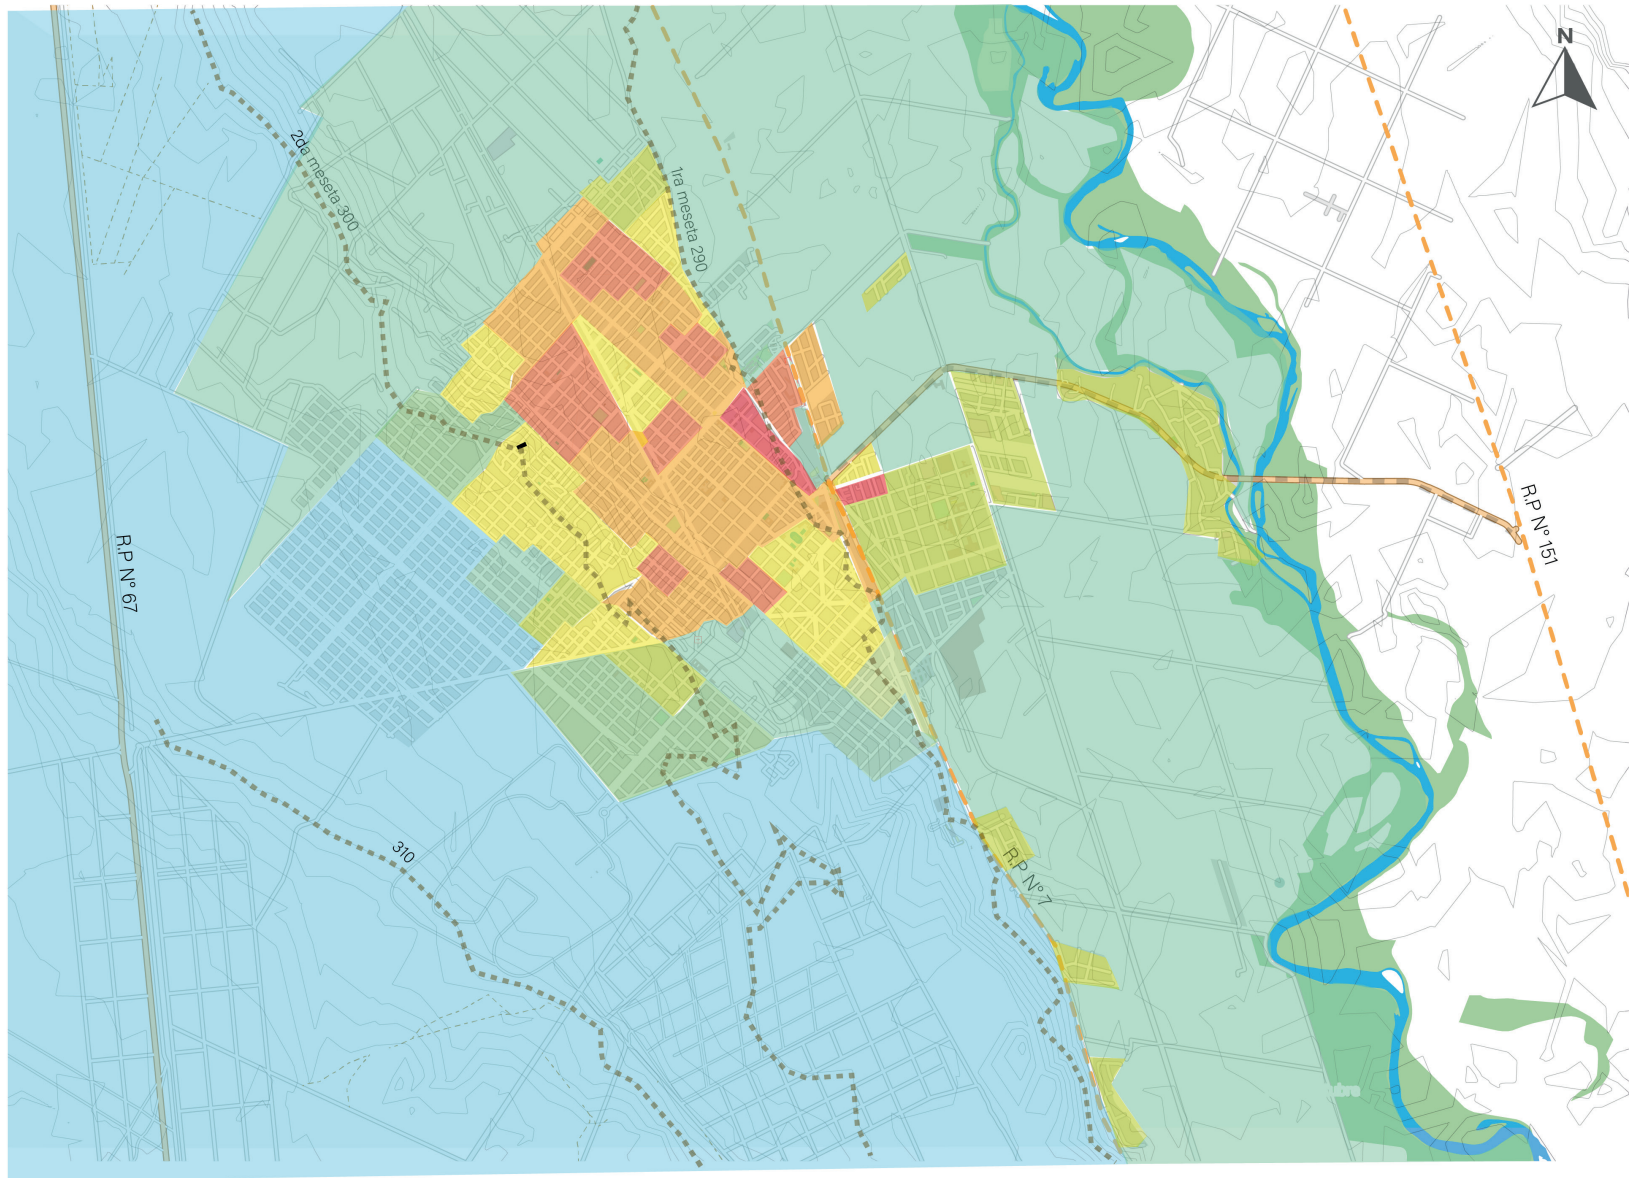 N
2da meseta 300
1ra meseta 290
R.P N° 151
R.P N° 67
310
R.P N° 7